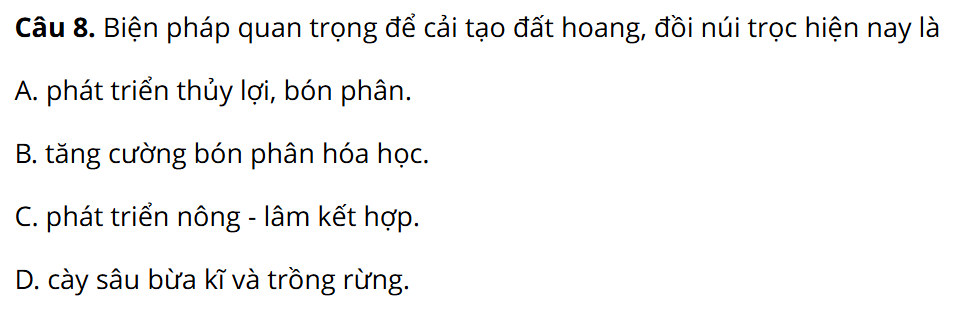 Câu 8. Biện pháp quan trọng để cải tạo đất hoang, đồi núi trọc hiện nay là
A. phát triển thủy lợi, bón phân.
B. tăng cường bón phân hóa học.
C. phát triển nông - lâm kết hợp.
D. cày sâu bừa kĩ và trồng rừng.